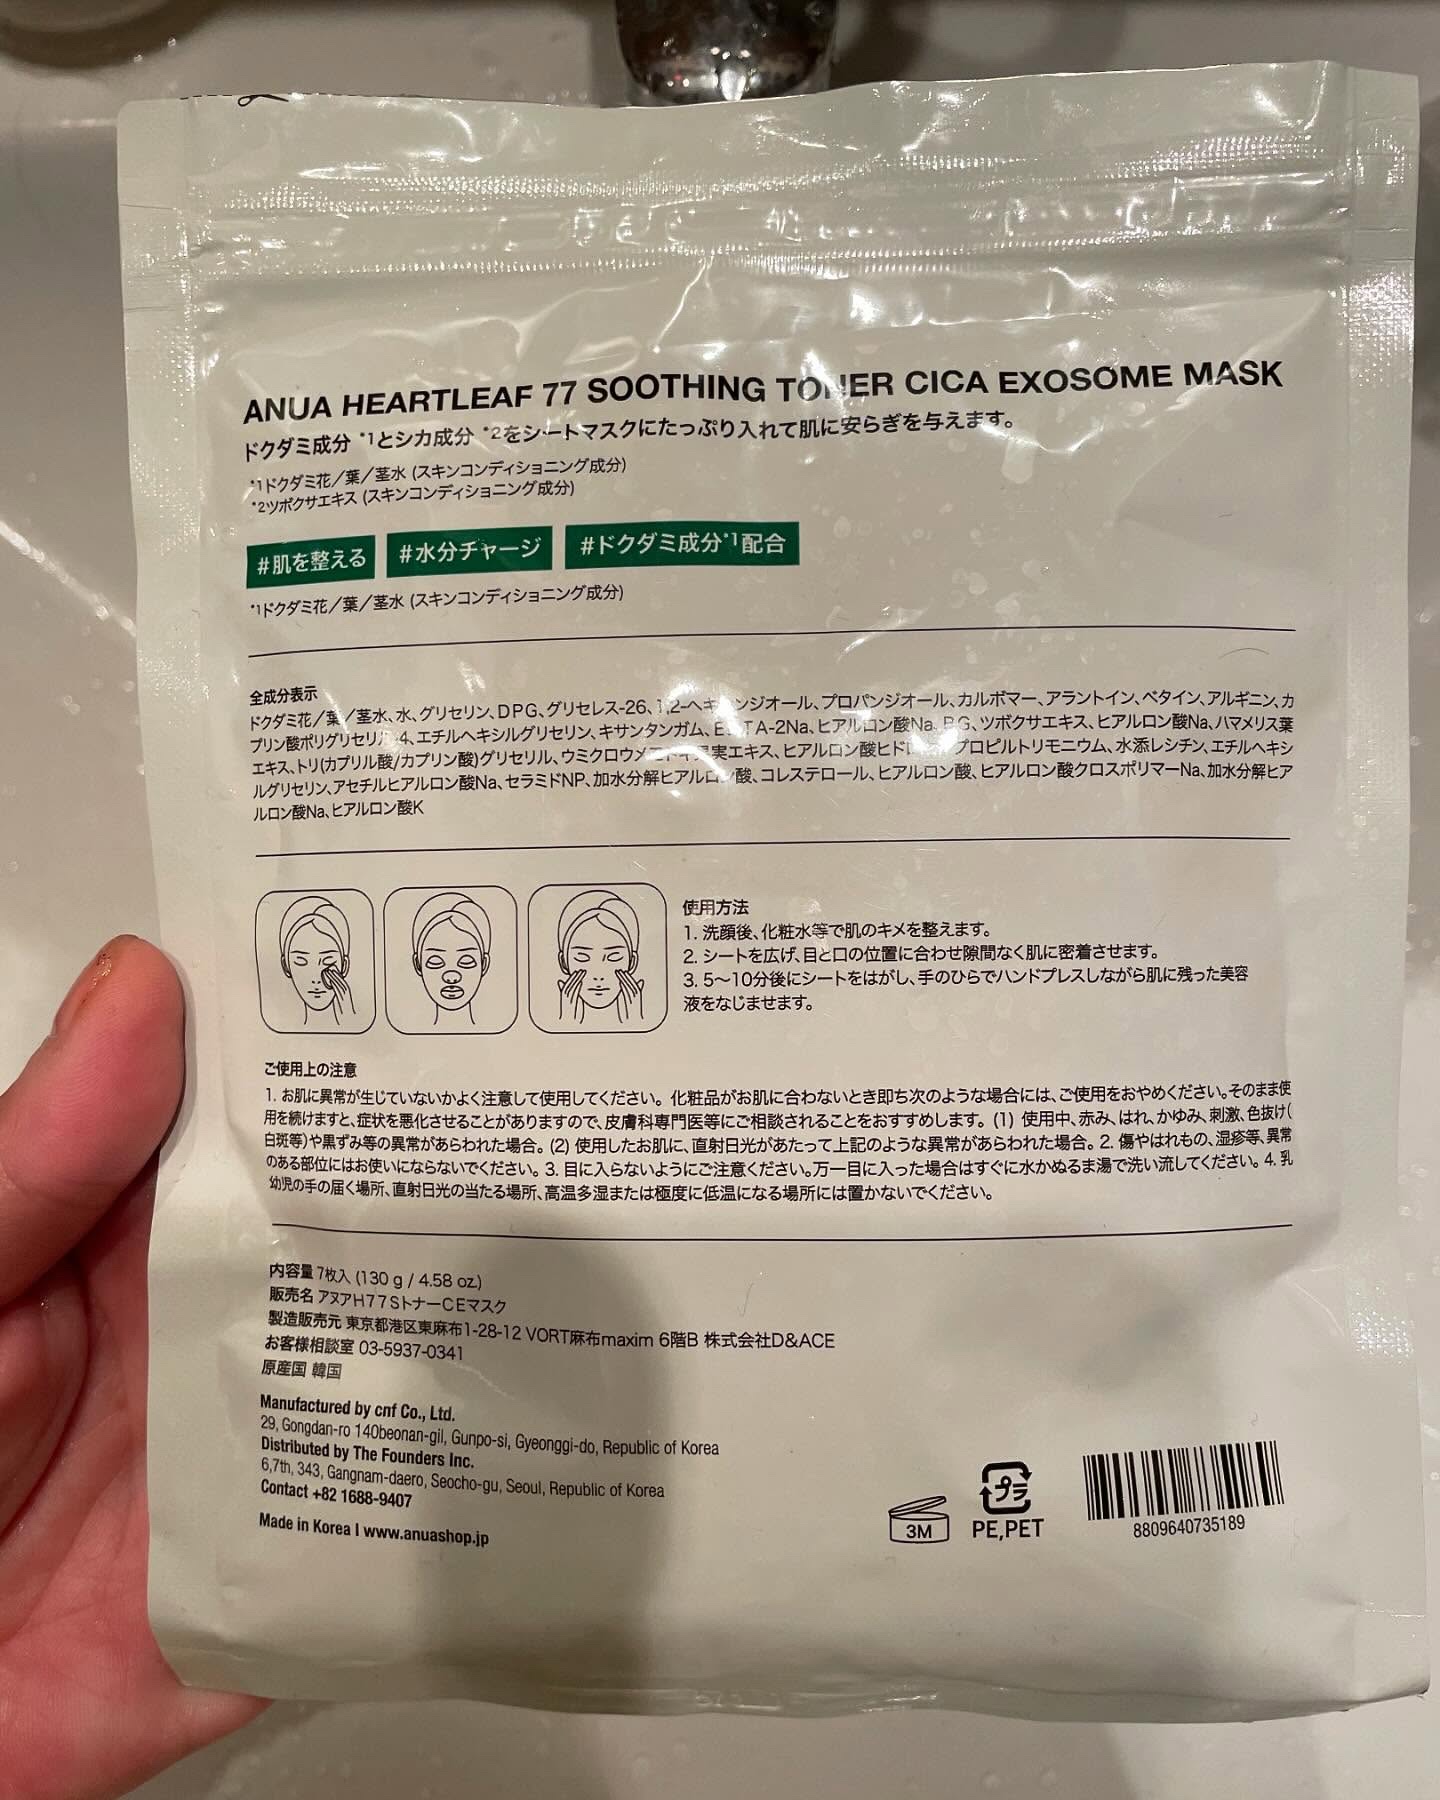 ANUA HEARTLEAF 77 SOOTHING TONER CICA EXOSOME MASK
ドクダミ成分 *1とシカ成分 *2をシートマスクにたっぷり入れて肌に安らぎを与えます。
*1ドクダミ花／葉／茎水 (スキンコンディショニング成分)
*2ツボクサエキス (スキンコンディショニング成分)
#肌を整える #水分チャージ #ドクダミ成分*1配合
*1ドクダミ花／葉／茎水 (スキンコンディショニング成分)
全成分表示
ドクダミ花／葉／茎水、水、グリセリン、DPG、グリセレス-26、プロパンジオール、カルボマー、アラントイン、ベタイン、アルギニン、カ
プリン酸ポリグリセリル-4、エチルヘキシルグリセリン、キサンタンガム、ヒアルロン酸Na、ツボクサエキス、ヒアルロン酸Na、ハマメリス葉
エキス、トリ(カプリル酸/カプリン酸)グリセリル、水添レシチン、エチルヘキシ
ルグリセリン、アセチルヒアルロン酸Na、セラミドNP、加水分解ヒアルロン酸、コレステロール、ヒアルロン酸、ヒアルロン酸クロスポリマーNa、加水分解ヒア
ルロン酸Na、ヒアルロン酸K
使用方法
1. 洗顔後、化粧水等で肌のキメを整えます。
2. シートを広げ、目と口の位置に合わせ隙間なく肌に密着させます。
3. 5〜10分後にシートをはがし、手のひらでハンドプレスしながら肌に残った美容
液をなじませます。
ご使用上の注意
1. お肌に異常が生じていないかよく注意して使用してください。化粧品がお肌に合わないとき即ち次のような場合には、ご使用をおやめください。そのまま使
用を続けますと、症状を悪化させることがありますので、皮膚科専門医等にご相談されることをおすすめします。(1) 使用中、赤み、はれ、かゆみ、刺激、色抜け(
白斑等)や黒ずみ等の異常があらわれた場合。(2) 使用したお肌に、直射日光があたって上記のような異常があらわれた場合。2. 傷やはれもの、湿疹等、異常
のある部位にはお使いにならないでください。3. 目に入らないようにご注意ください。万一目に入った場合はすぐに水かぬるま湯で洗い流してください。4. 乳
幼児の手の届く場所、直射日光の当たる場所、高温多湿または極度に低温になる場所には置かないでください。
内容量 7枚入 (130 g / 4.58 oz.)
販売名 アヌアH77SトナーCEマスク
製造販売元 東京都港区東麻布1-28-12 VORT麻布maxim 6階B 株式会社D&ACE
お客様相談室 03-5937-0341
原産国 韓国
Manufactured by cnf Co., Ltd.
29, Gongdan-ro 140beonan-gil, Gunpo-si, Gyeonggi-do, Republic of Korea
Distributed by The Founders Inc.
6,7th, 343, Gangnam-daero, Seocho-gu, Seoul, Republic of Korea
Contact +82 1688-9407
Made in Korea | www.anuashop.jp
3M
プラ
PE,PET
8809640735189